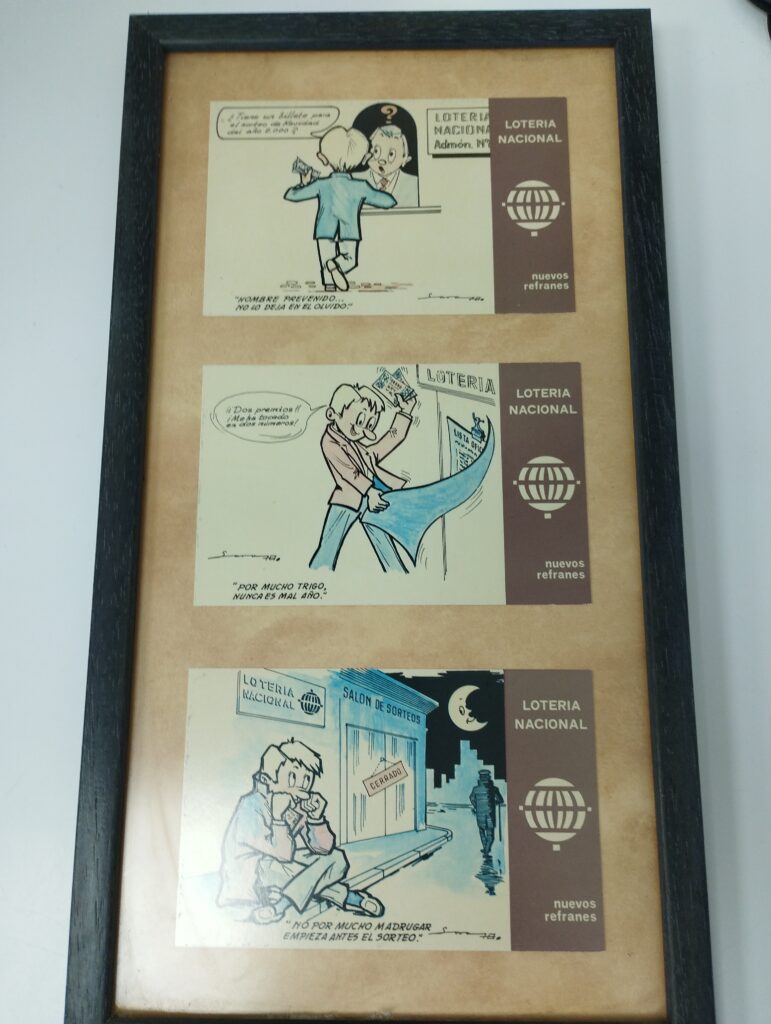 ¿Tiene un billete para
el sorteo de Navidad
del año 2.000?
?
LOTERIA
NACIONA
Admón. Nº
"HOMBRE PREVENIDO...
NO LO DEJA EN EL OLVIDO."
LOTERIA
NACIONAL
nuevos
refranes
¡¡Dos premios!!
¡Me ha tocado
en dos números!
LOTERIA
LISTA OFIC
"POR MUCHO TRIGO,
NUNCA ES MAL AÑO."
LOTERIA
NACIONAL
nuevos
refranes
LOTERIA
NACIONAL
SALON DE SORTEOS
CERRADO
"NO POR MUCHO MADRUGAR
EMPIEZA ANTES EL SORTEO."
LOTERIA
NACIONAL
nuevos
refranes